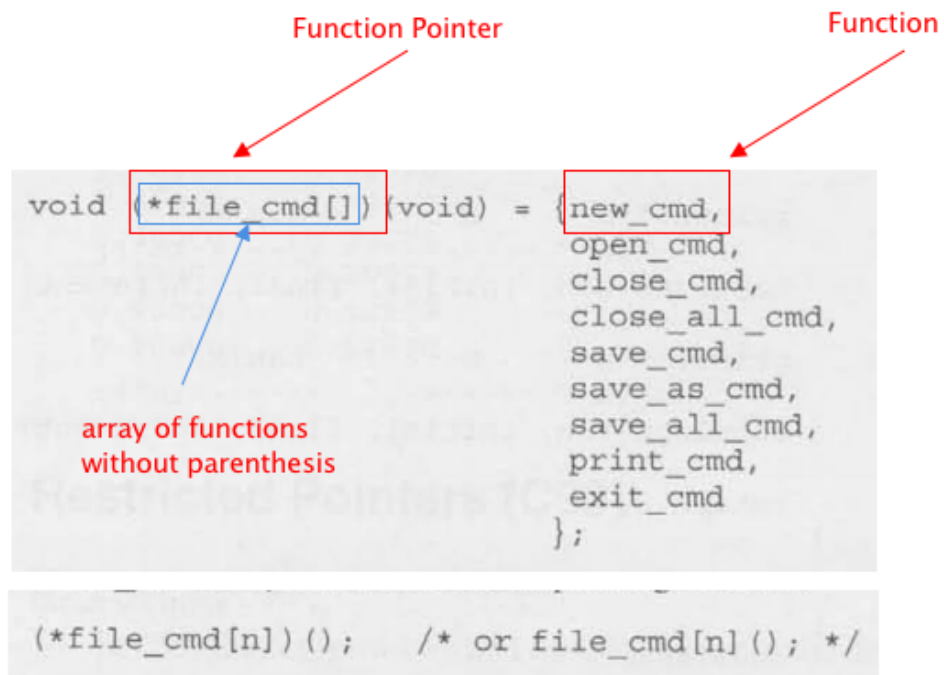 Function Pointer
Function
void (*file_cmd[])(void) = {new_cmd,
open_cmd,
close_cmd,
close_all_cmd,
save_cmd,
save_as_cmd,
save_all_cmd,
print_cmd,
exit_cmd
};
array of functions
without parenthesis
(*file_cmd[n])();   /* or file_cmd[n](); */